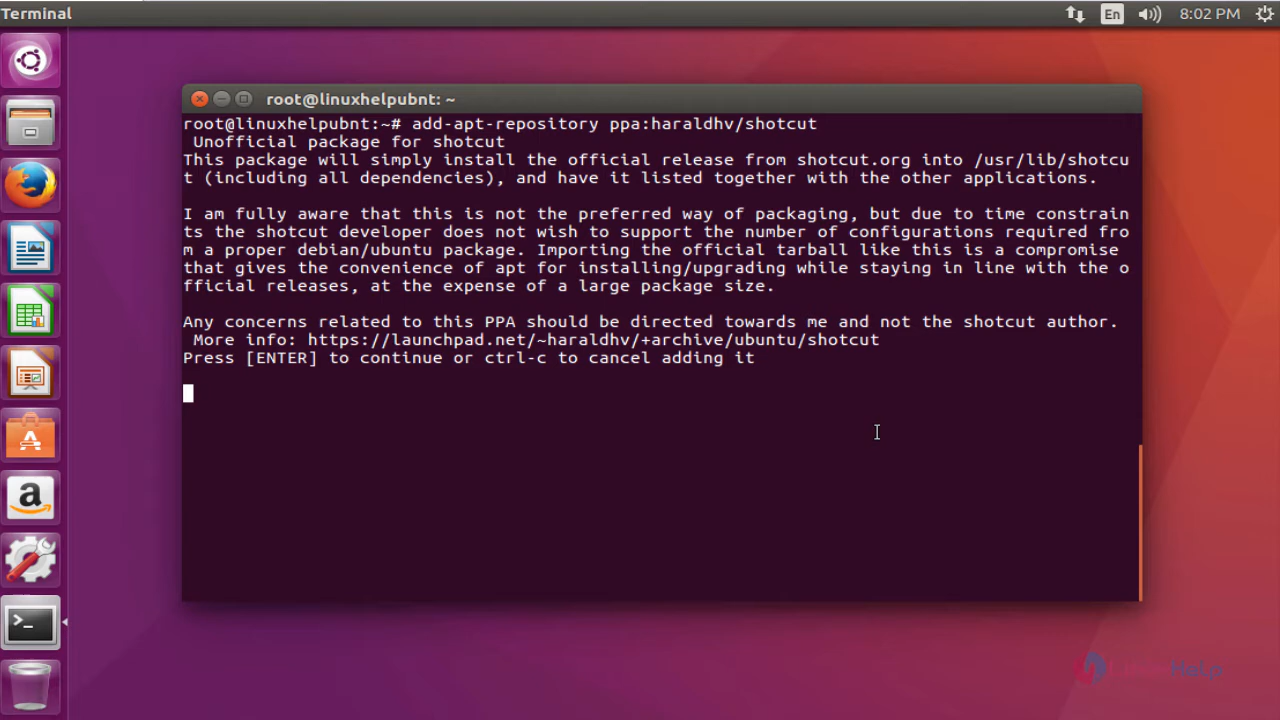 Terminal
En
8:02 PM
root@linuxhelpubnt: ~
root@linuxhelpubnt:~# add-apt-repository ppa:haraldhv/shotcut
Unofficial package for shotcut
This package will simply install the official release from shotcut.org into /usr/lib/shotcu
t (including all dependencies), and have it listed together with the other applications.
I am fully aware that this is not the preferred way of packaging, but due to time constrain
ts the shotcut developer does not wish to support the number of configurations required fro
m a proper debian/ubuntu package. Importing the official tarball like this is a compromise
that gives the convenience of apt for installing/upgrading while staying in line with the o
fficial releases, at the expense of a large package size.
Any concerns related to this PPA should be directed towards me and not the shotcut author.
More info: https://launchpad.net/~haraldhv/+archive/ubuntu/shotcut
Press [ENTER] to continue or ctrl-c to cancel adding it